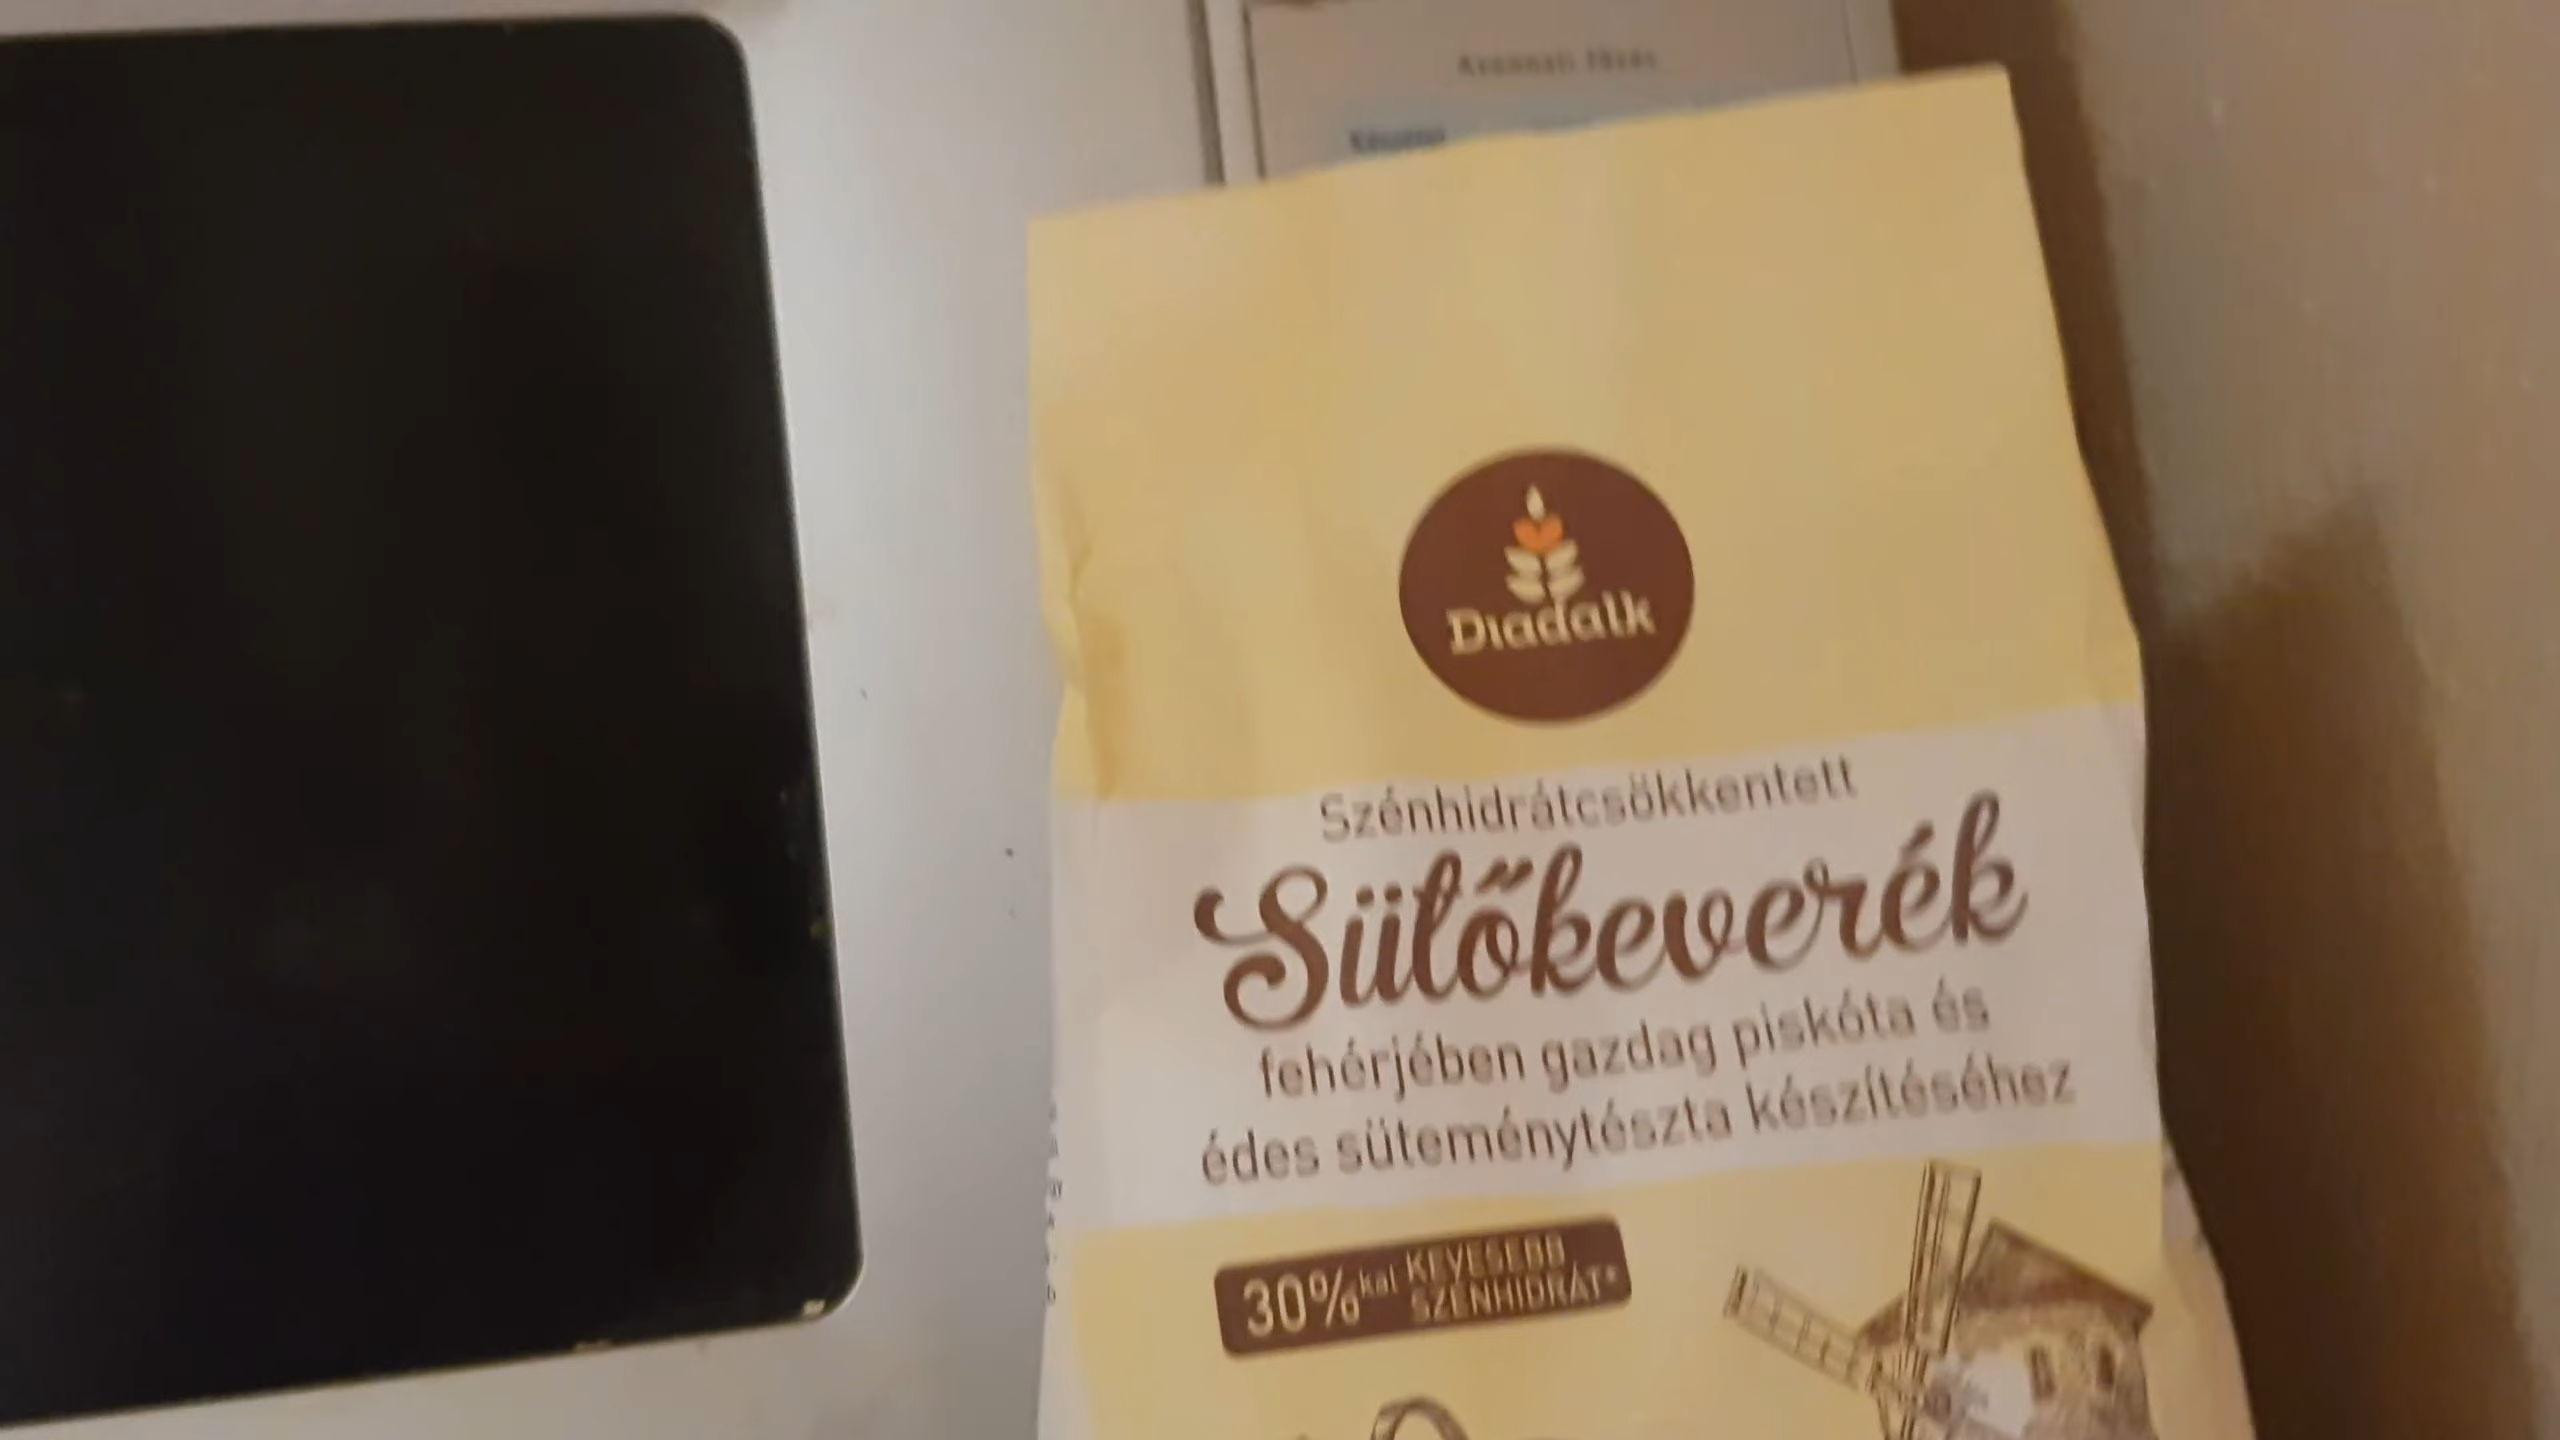 Diadalk
Szénhidrátcsökkentett
Sütőkeverék
fehérjében gazdag piskóta és
édes süteménytészta készítéséhez
30%kal KEVESEBB
SZÉNHIDRÁT*